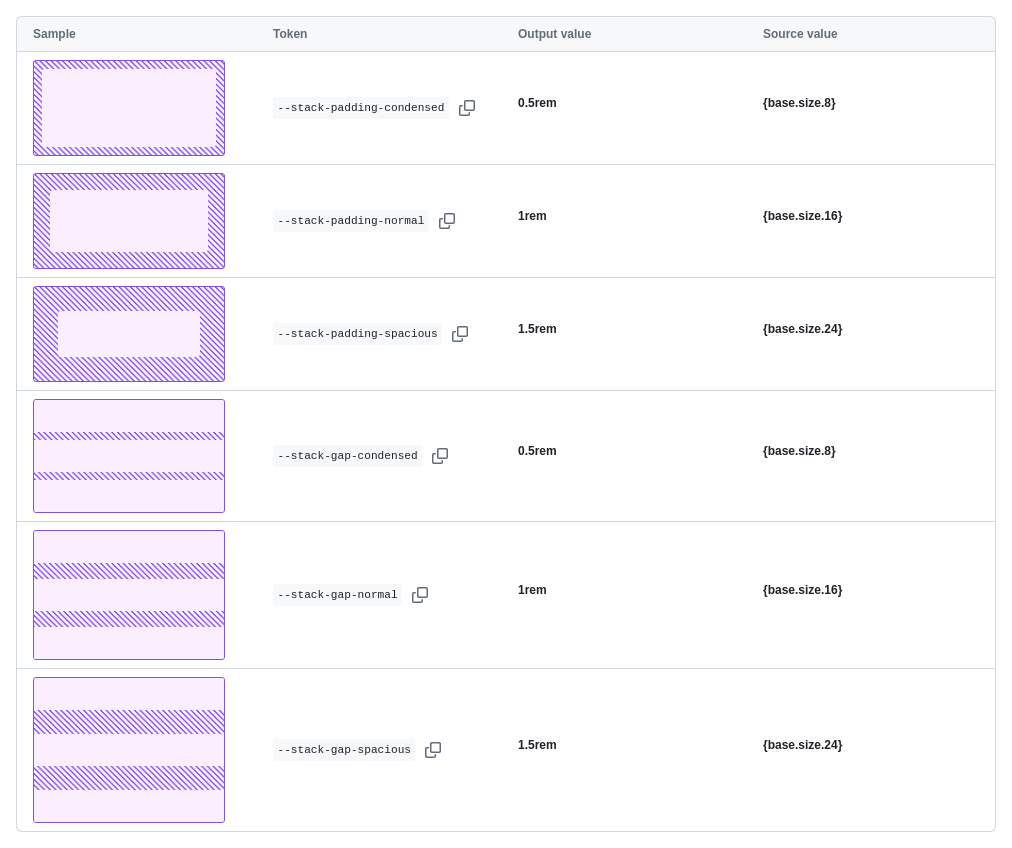 Sample Token Output value Source value
--stack-padding-condensed 0.5rem {base.size.8}
--stack-padding-normal 1rem {base.size.16}
--stack-padding-spacious 1.5rem {base.size.24}
--stack-gap-condensed 0.5rem {base.size.8}
--stack-gap-normal 1rem {base.size.16}
--stack-gap-spacious 1.5rem {base.size.24}